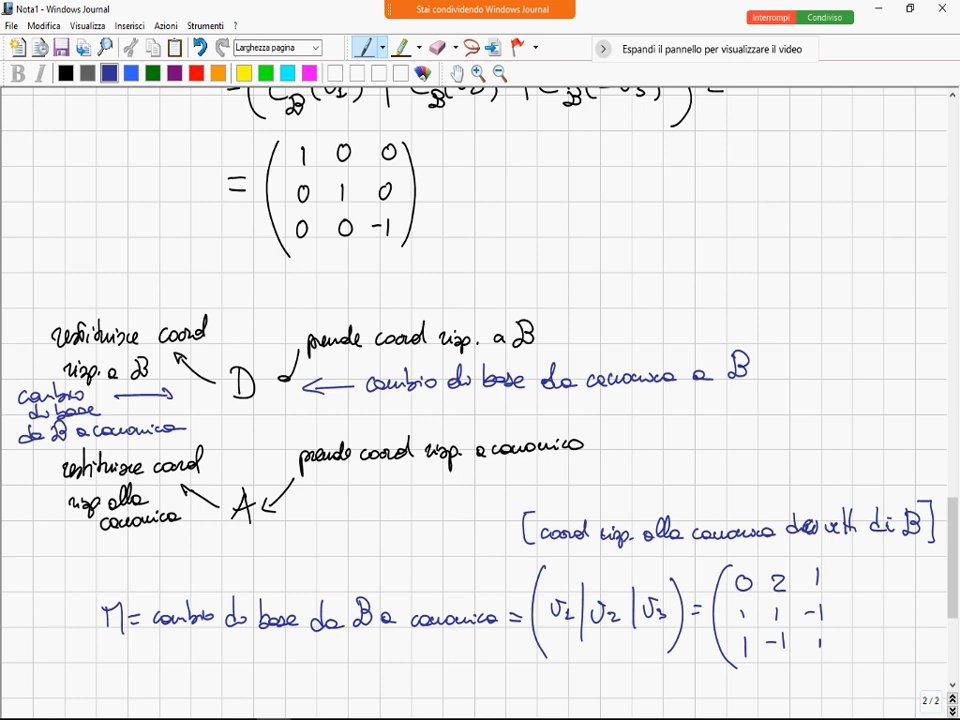 Nota1 - Windows Journal
Stai condividendo Windows Journal
Interrompi
Condiviso
File Modifica Visualizza Inserisci Azioni Strumenti ?
Larghezza pagina
Espandi il pannello per visualizzare il video
B I
=
= ( 1 0 0
0 1 0
0 0 -1 )
restituisce coord
risp. a B
prende coord risp. a B
D
← cambio di base da canonica a B
cambio →
di base
da B a canonica
restituisce coord
risp alla
canonica
prende coord risp. a canonico
A
[coord risp. alla canonica dei vett di B]
M = cambio di base da B a canonica = ( v1 | v2 | v3 ) = ( 0 2 1
1 1 -1
1 -1
2 / 2